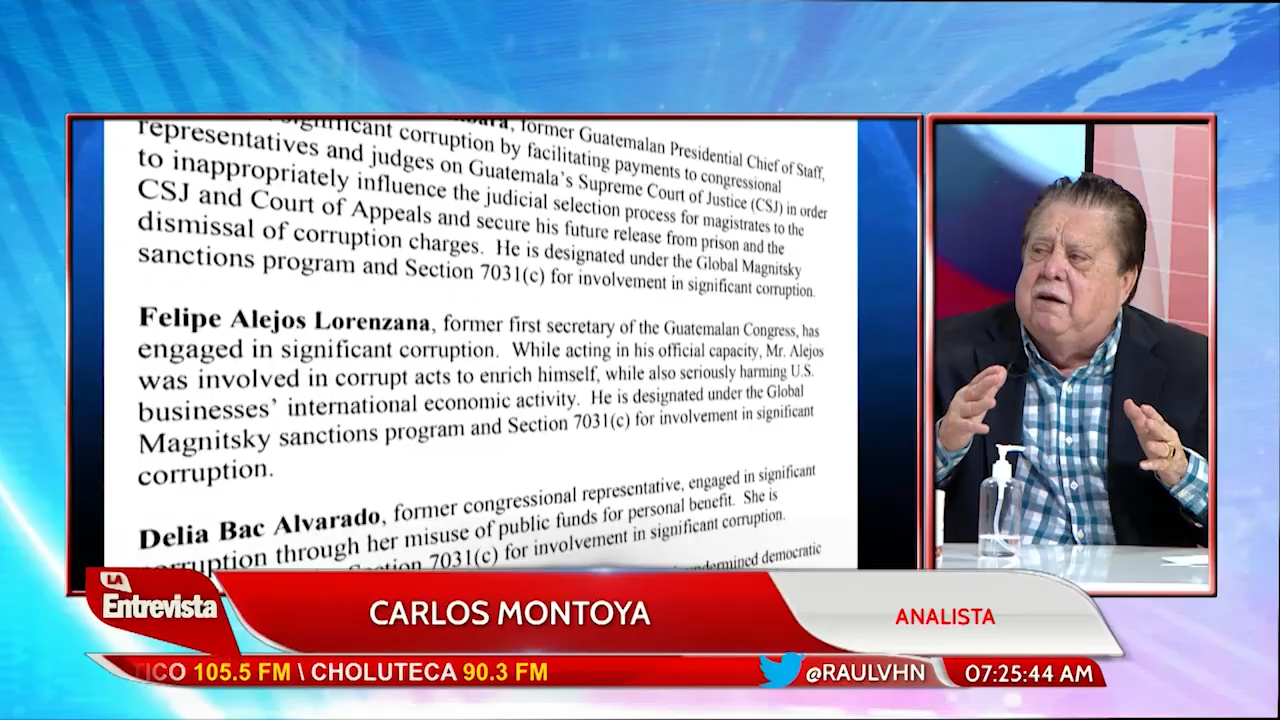 former Guatemalan Presidential Chief of Staff,
significant corruption by facilitating payments to congressional
representatives and judges on Guatemala's Supreme Court of Justice (CSJ) in order
to inappropriately influence the judicial selection process for magistrates to the
CSJ and Court of Appeals and secure his future release from prison and the
dismissal of corruption charges. He is designated under the Global Magnitsky
sanctions program and Section 7031(c) for involvement in significant corruption.
Felipe Alejos Lorenzana, former first secretary of the Guatemalan Congress, has
engaged in significant corruption. While acting in his official capacity, Mr. Alejos
was involved in corrupt acts to enrich himself, while also seriously harming U.S.
businesses' international economic activity. He is designated under the Global
Magnitsky sanctions program and Section 7031(c) for involvement in significant
corruption.
Delia Bac Alvarado, former congressional representative, engaged in significant
corruption through her misuse of public funds for personal benefit. She is
7031(c) for involvement in significant corruption.
democratic
LA
Entrevista
CARLOS MONTOYA
ANALISTA
TICO 105.5 FM \ CHOLUTECA 90.3 FM
@RAULVHN
07:25:44 AM